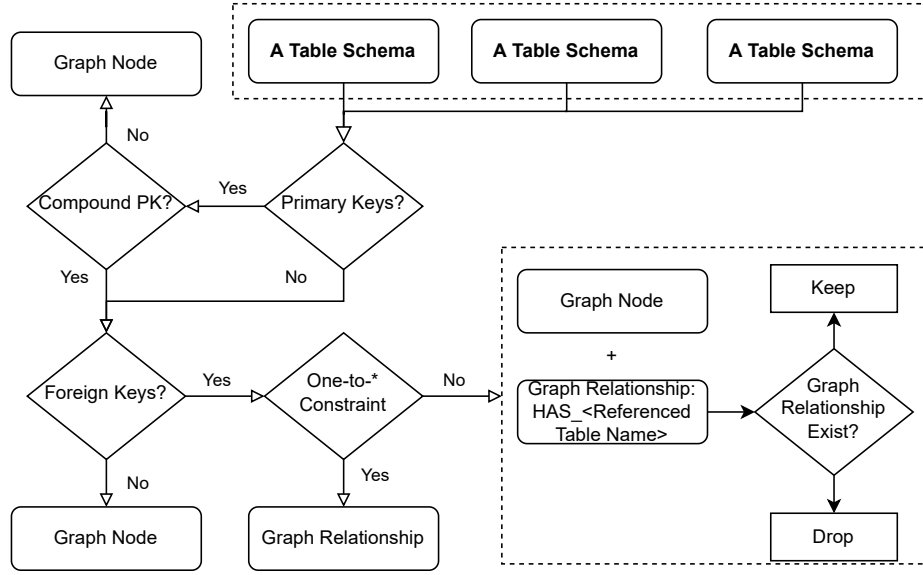 Graph Node
A Table Schema
A Table Schema
A Table Schema
No
Compound PK?
Yes
Primary Keys?
Yes
No
Foreign Keys?
Yes
One-to-*
Constraint
No
No
Yes
Graph Node
Graph Relationship
Graph Node
+
Graph Relationship:
HAS_<Referenced
Table Name>
Keep
Graph
Relationship
Exist?
Drop